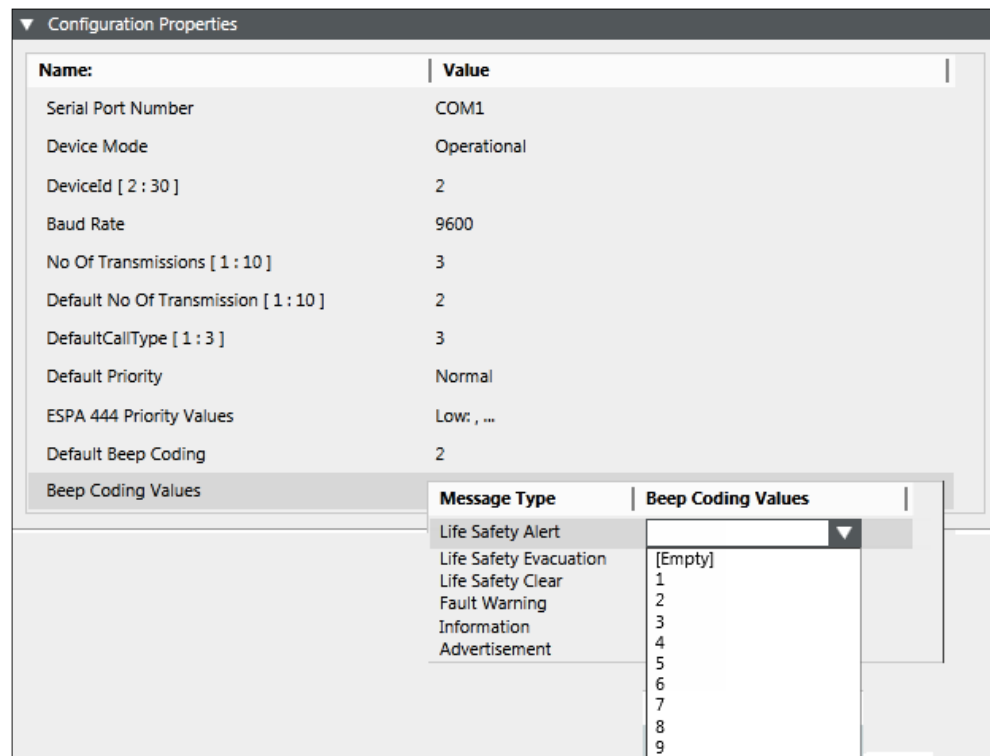 Configuration Properties
Name: Value
Serial Port Number COM1
Device Mode Operational
DeviceId [ 2 : 30 ] 2
Baud Rate 9600
No Of Transmissions [ 1 : 10 ] 3
Default No Of Transmission [ 1 : 10 ] 2
DefaultCallType [ 1 : 3 ] 3
Default Priority Normal
ESPA 444 Priority Values Low: , ...
Default Beep Coding 2
Beep Coding Values
Message Type Beep Coding Values
Life Safety Alert
Life Safety Evacuation [Empty]
Life Safety Clear 1
Fault Warning 2
Information 3
Advertisement 4
5
6
7
8
9